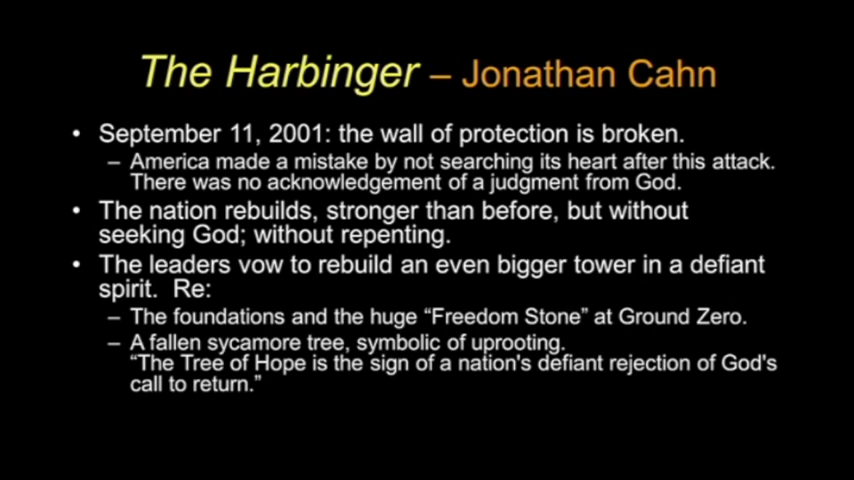 The Harbinger – Jonathan Cahn
• September 11, 2001: the wall of protection is broken.
– America made a mistake by not searching its heart after this attack.
There was no acknowledgement of a judgment from God.
• The nation rebuilds, stronger than before, but without
seeking God; without repenting.
• The leaders vow to rebuild an even bigger tower in a defiant
spirit.  Re:
– The foundations and the huge “Freedom Stone” at Ground Zero.
– A fallen sycamore tree, symbolic of uprooting.
“The Tree of Hope is the sign of a nation's defiant rejection of God's
call to return.”